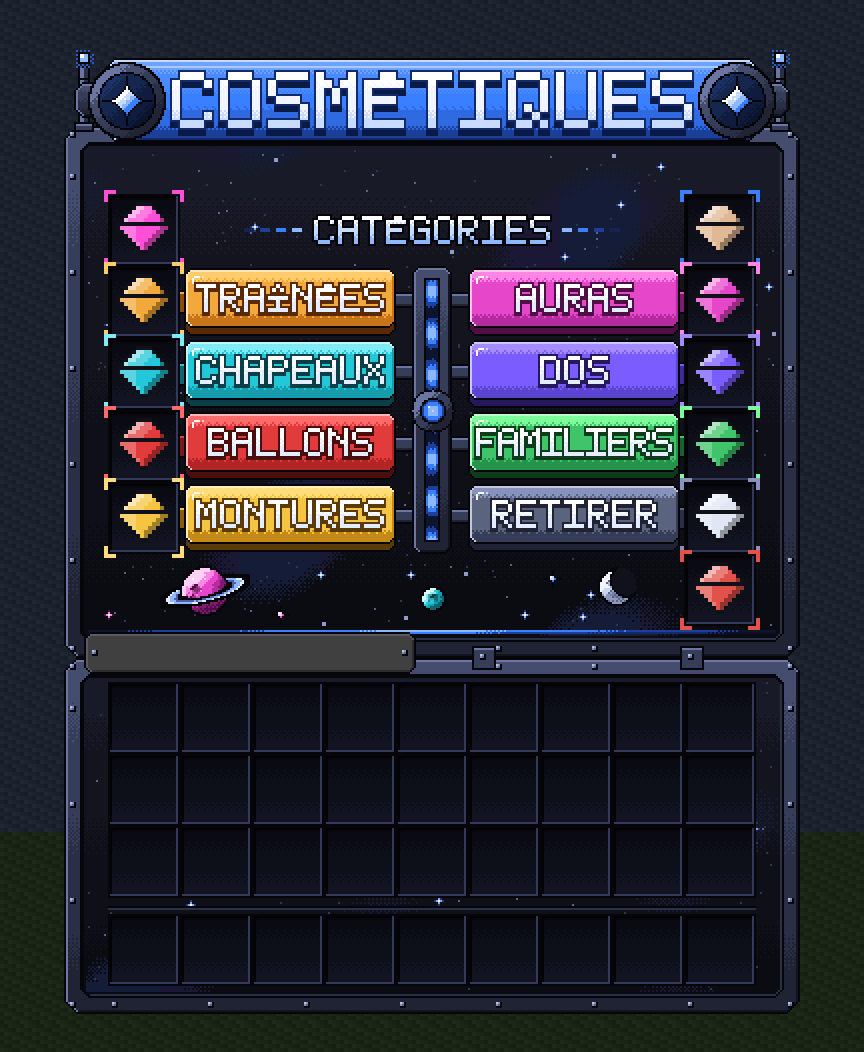 COSMÉTIQUES
CATÉGORIES
TRAÎNÉES
AURAS
CHAPEAUX
DOS
BALLONS
FAMILIERS
MONTURES
RETIRER